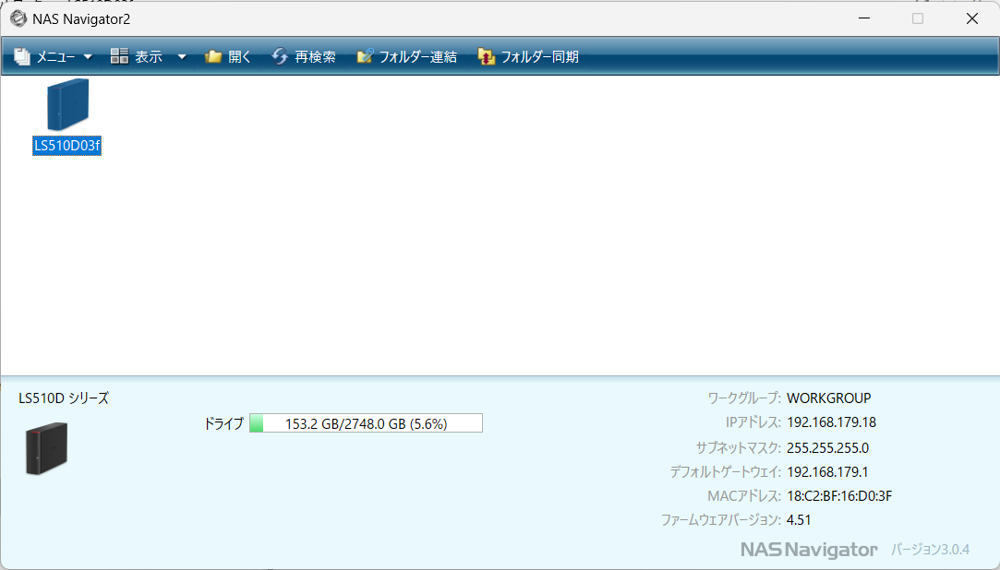 NAS Navigator2
メニュー 表示 開く 再検索 フォルダー連結 フォルダー同期
LS510D03f
LS510D シリーズ
ドライブ 153.2 GB/2748.0 GB (5.6%)
ワークグループ: WORKGROUP
IPアドレス: 192.168.179.18
サブネットマスク: 255.255.255.0
デフォルトゲートウェイ: 192.168.179.1
MACアドレス: 18:C2:BF:16:D0:3F
ファームウェアバージョン: 4.51
NAS Navigator バージョン3.0.4